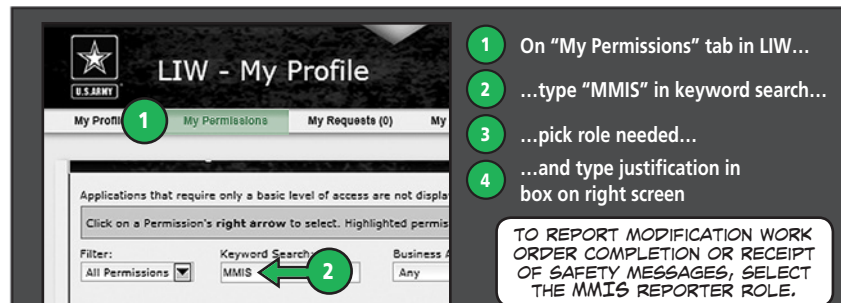 U.S.ARMY
LIW - My Profile
My Profil
1
My Permissions
My Requests (0)
My
Applications that require only a basic level of access are not displa
Click on a Permission's right arrow to select. Highlighted permis
Filter:
Keyword Search:
Business A
All Permissions
MMIS
2
Any
1 On “My Permissions” tab in LIW…
2 …type “MMIS” in keyword search…
3 …pick role needed…
4 …and type justification in
box on right screen
TO REPORT MODIFICATION WORK
ORDER COMPLETION OR RECEIPT
OF SAFETY MESSAGES, SELECT
THE MMIS REPORTER ROLE.